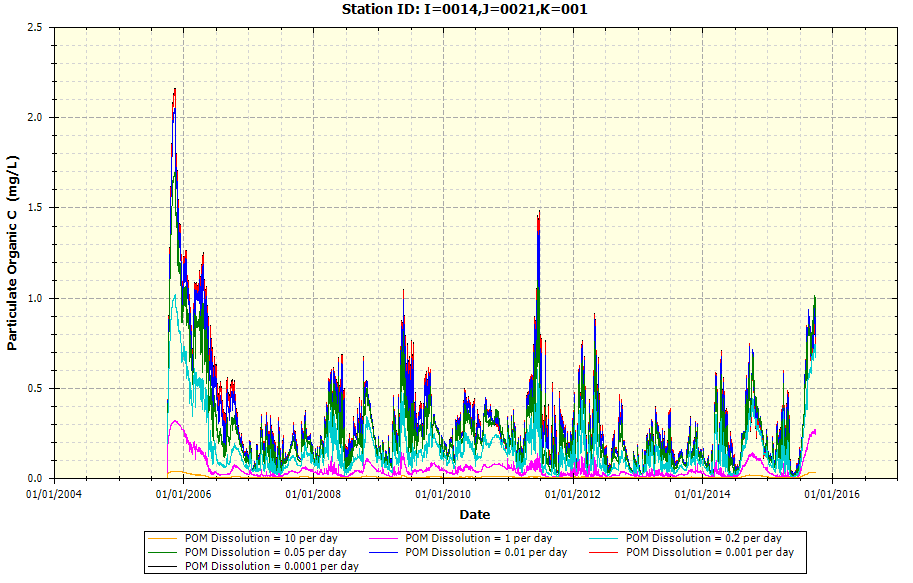 Station ID: I=0014,J=0021,K=001
2.5
2.0
1.5
1.0
0.5
0.0
Particulate Organic C (mg/L)
01/01/2004 01/01/2006 01/01/2008 01/01/2010 01/01/2012 01/01/2014 01/01/2016
Date
POM Dissolution = 10 per day POM Dissolution = 1 per day POM Dissolution = 0.2 per day
POM Dissolution = 0.05 per day POM Dissolution = 0.01 per day POM Dissolution = 0.001 per day
POM Dissolution = 0.0001 per day